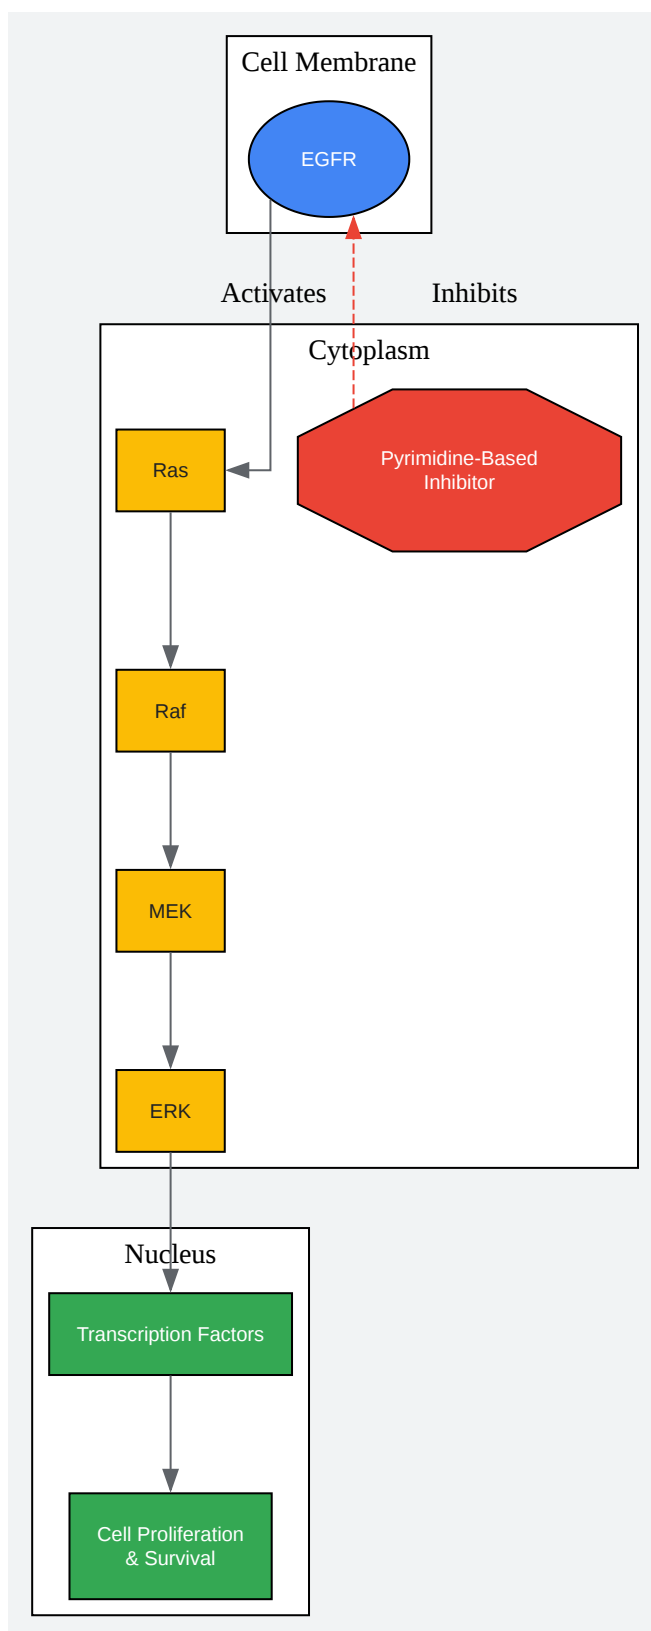 Cell Membrane
EGFR
Activates
Inhibits
Cytoplasm
Ras
Pyrimidine-Based
Inhibitor
Raf
MEK
ERK
Nucleus
Transcription Factors
Cell Proliferation
& Survival